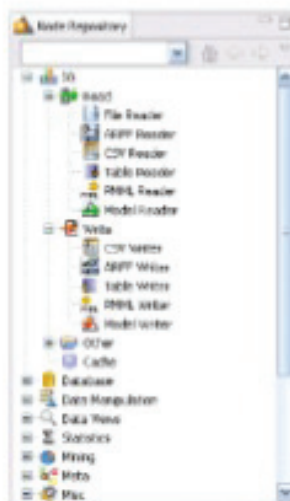 Node Repository
IO
Read
File Reader
ARFF Reader
CSV Reader
Table Reader
PMML Reader
Model Reader
Write
CSV Writer
ARFF Writer
Table Writer
PMML Writer
Model Writer
Other
Cache
Database
Data Manipulation
Data Views
Statistics
Mining
Meta
Misc